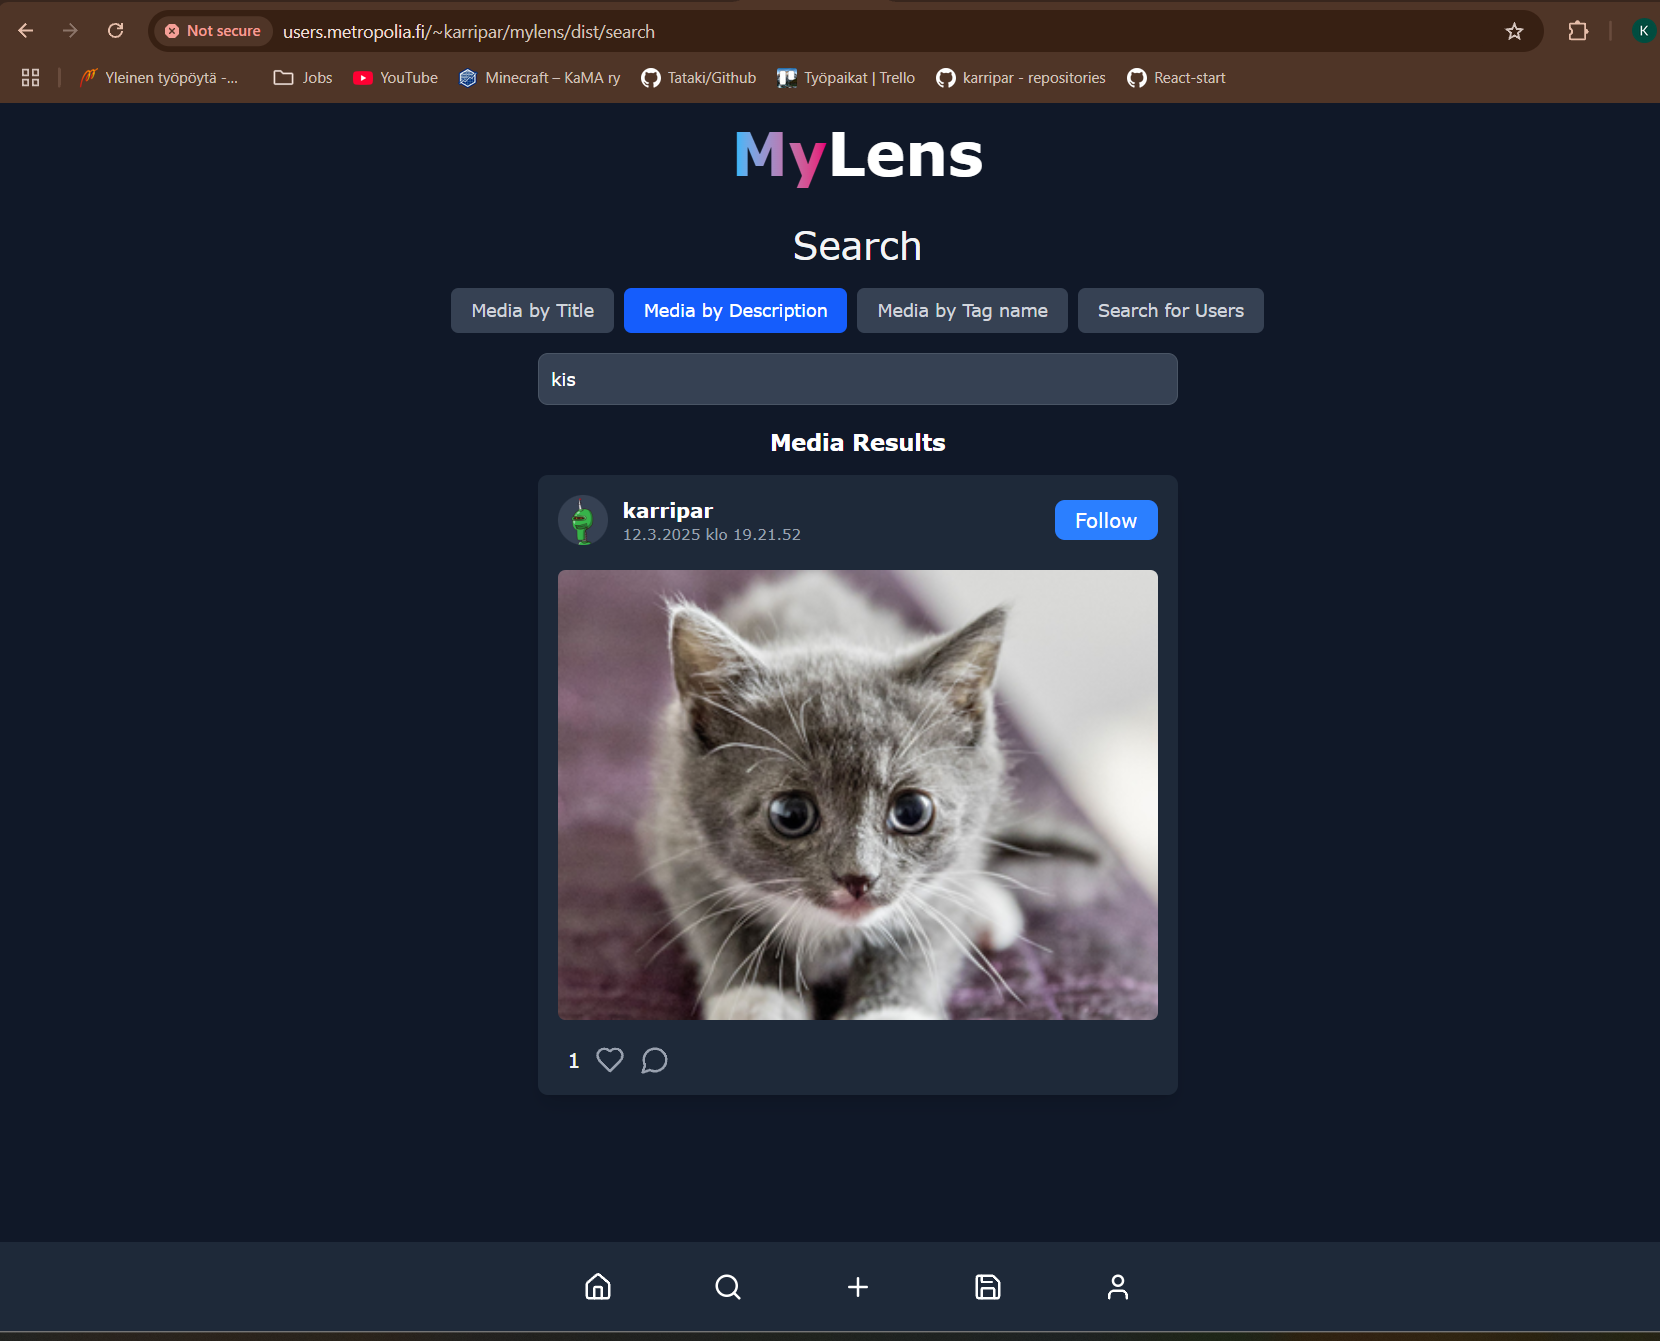 Not secure users.metropolia.fi/~karripar/mylens/dist/search K
Yleinen työpöytä -... Jobs YouTube Minecraft – KaMA ry Tataki/Github Työpaikat | Trello karripar - repositories React-start
MyLens
Search
Media by Title Media by Description Media by Tag name Search for Users
kis
Media Results
karripar
12.3.2025 klo 19.21.52
Follow
1